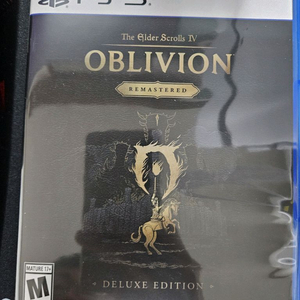 PS5
The Elder Scrolls IV
OBLIVION
REMASTERED
DELUXE EDITION
MATURE 17+
M